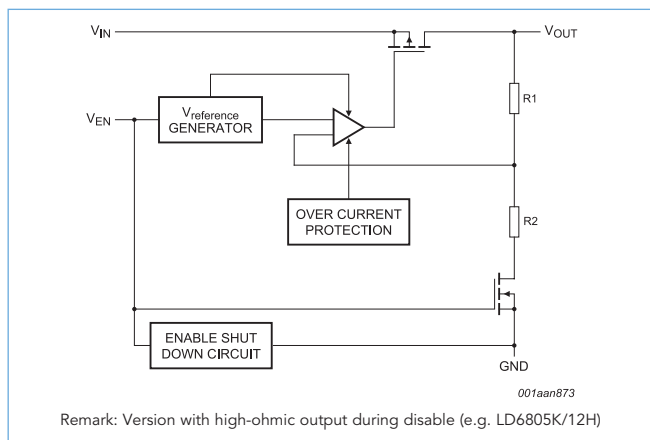 VIN
VOUT
R1
VEN
Vreference
GENERATOR
OVER CURRENT
PROTECTION
R2
ENABLE SHUT
DOWN CIRCUIT
GND
001aan873
Remark: Version with high-ohmic output during disable (e.g. LD6805K/12H)